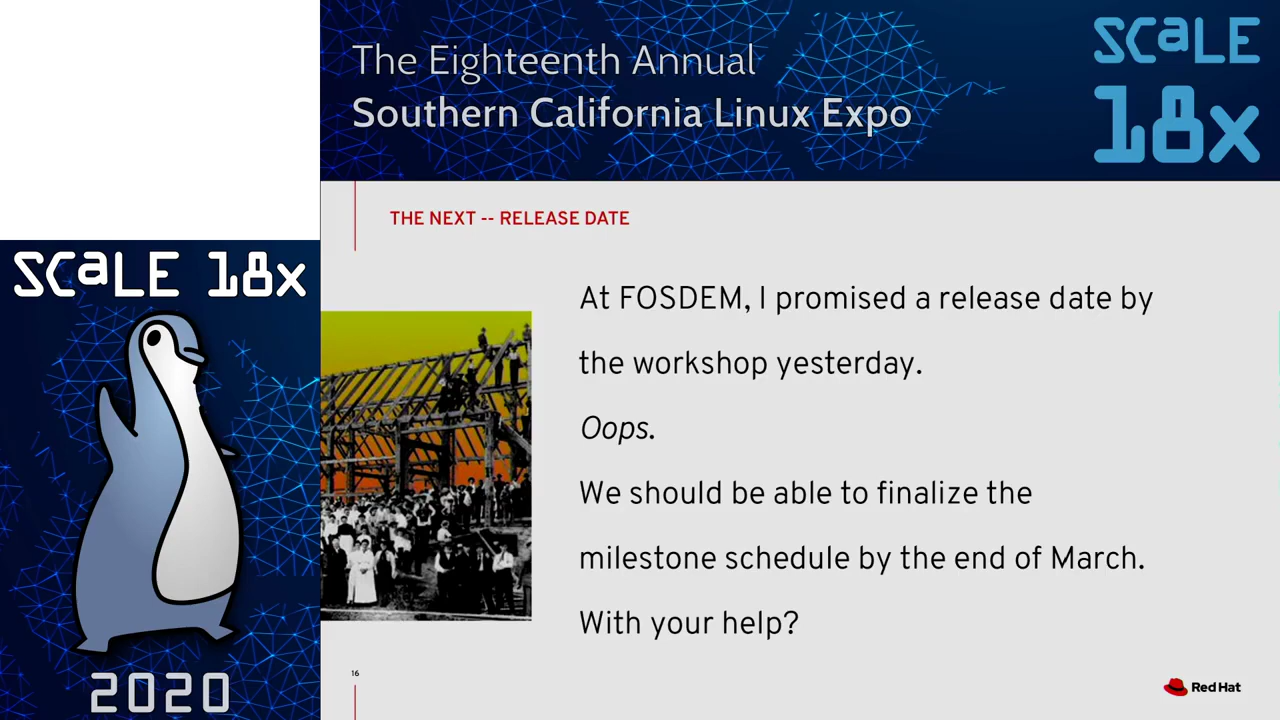 The Eighteenth Annual
Southern California Linux Expo
SCaLE
18x
SCaLE 18x
2020
THE NEXT -- RELEASE DATE
At FOSDEM, I promised a release date by
the workshop yesterday.
Oops.
We should be able to finalize the
milestone schedule by the end of March.
With your help?
16
Red Hat